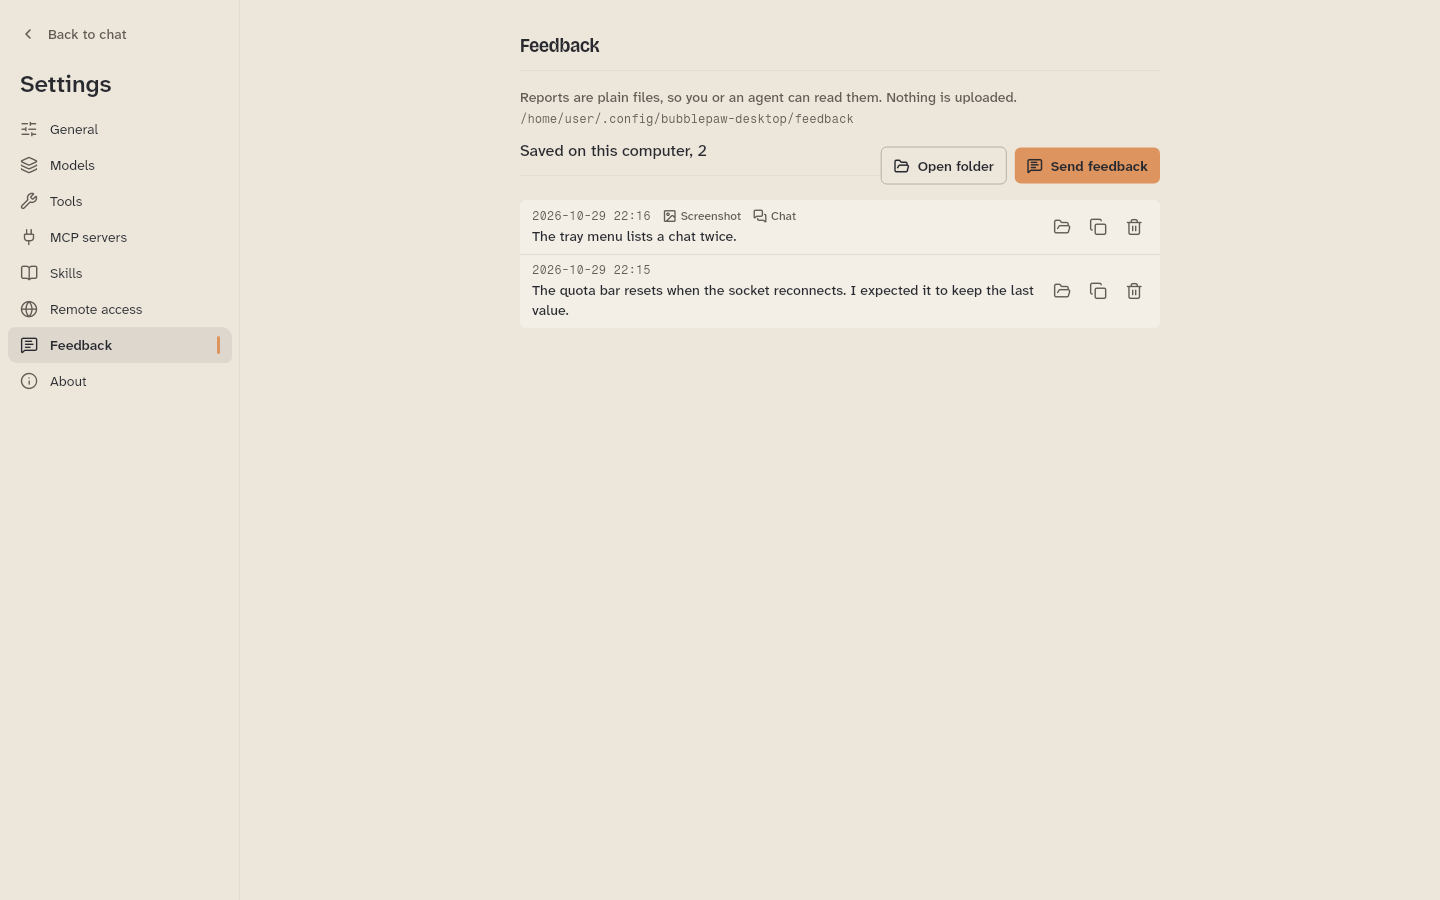 Back to chat
Settings
General
Models
Tools
MCP servers
Skills
Remote access
Feedback
About
Feedback
Reports are plain files, so you or an agent can read them. Nothing is uploaded.
/home/user/.config/bubblepaw-desktop/feedback
Saved on this computer, 2
Open folder
Send feedback
2026-10-29 22:16 Screenshot Chat
The tray menu lists a chat twice.
2026-10-29 22:15
The quota bar resets when the socket reconnects. I expected it to keep the last
value.